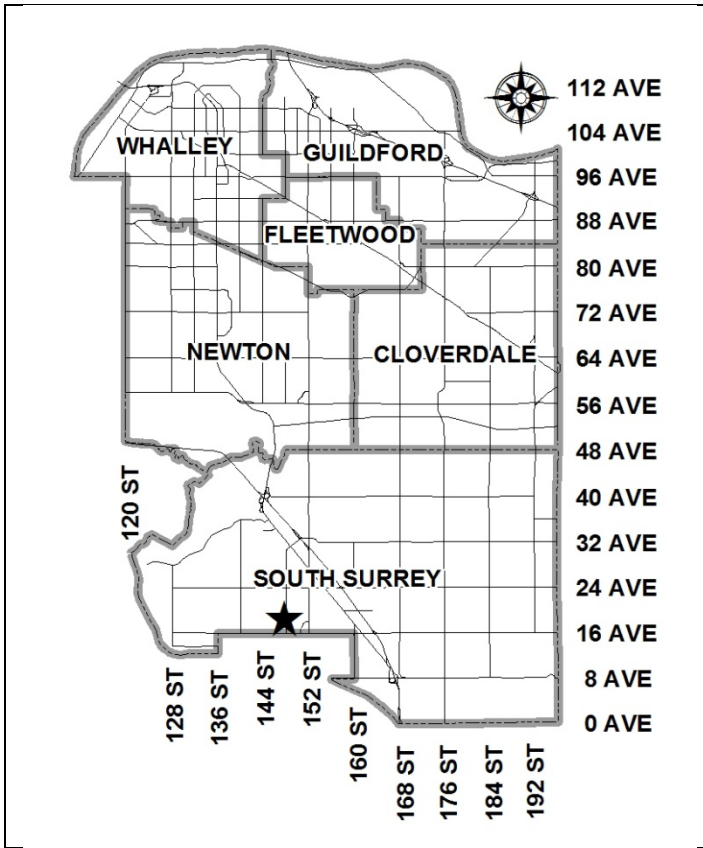 112 AVE
104 AVE
WHALLEY
GUILDFORD
96 AVE
88 AVE
FLEETWOOD
80 AVE
72 AVE
NEWTON
CLOVERDALE
64 AVE
56 AVE
48 AVE
120 ST
40 AVE
32 AVE
SOUTH SURREY
24 AVE
16 AVE
8 AVE
0 AVE
128 ST
136 ST
144 ST
152 ST
160 ST
168 ST
176 ST
184 ST
192 ST